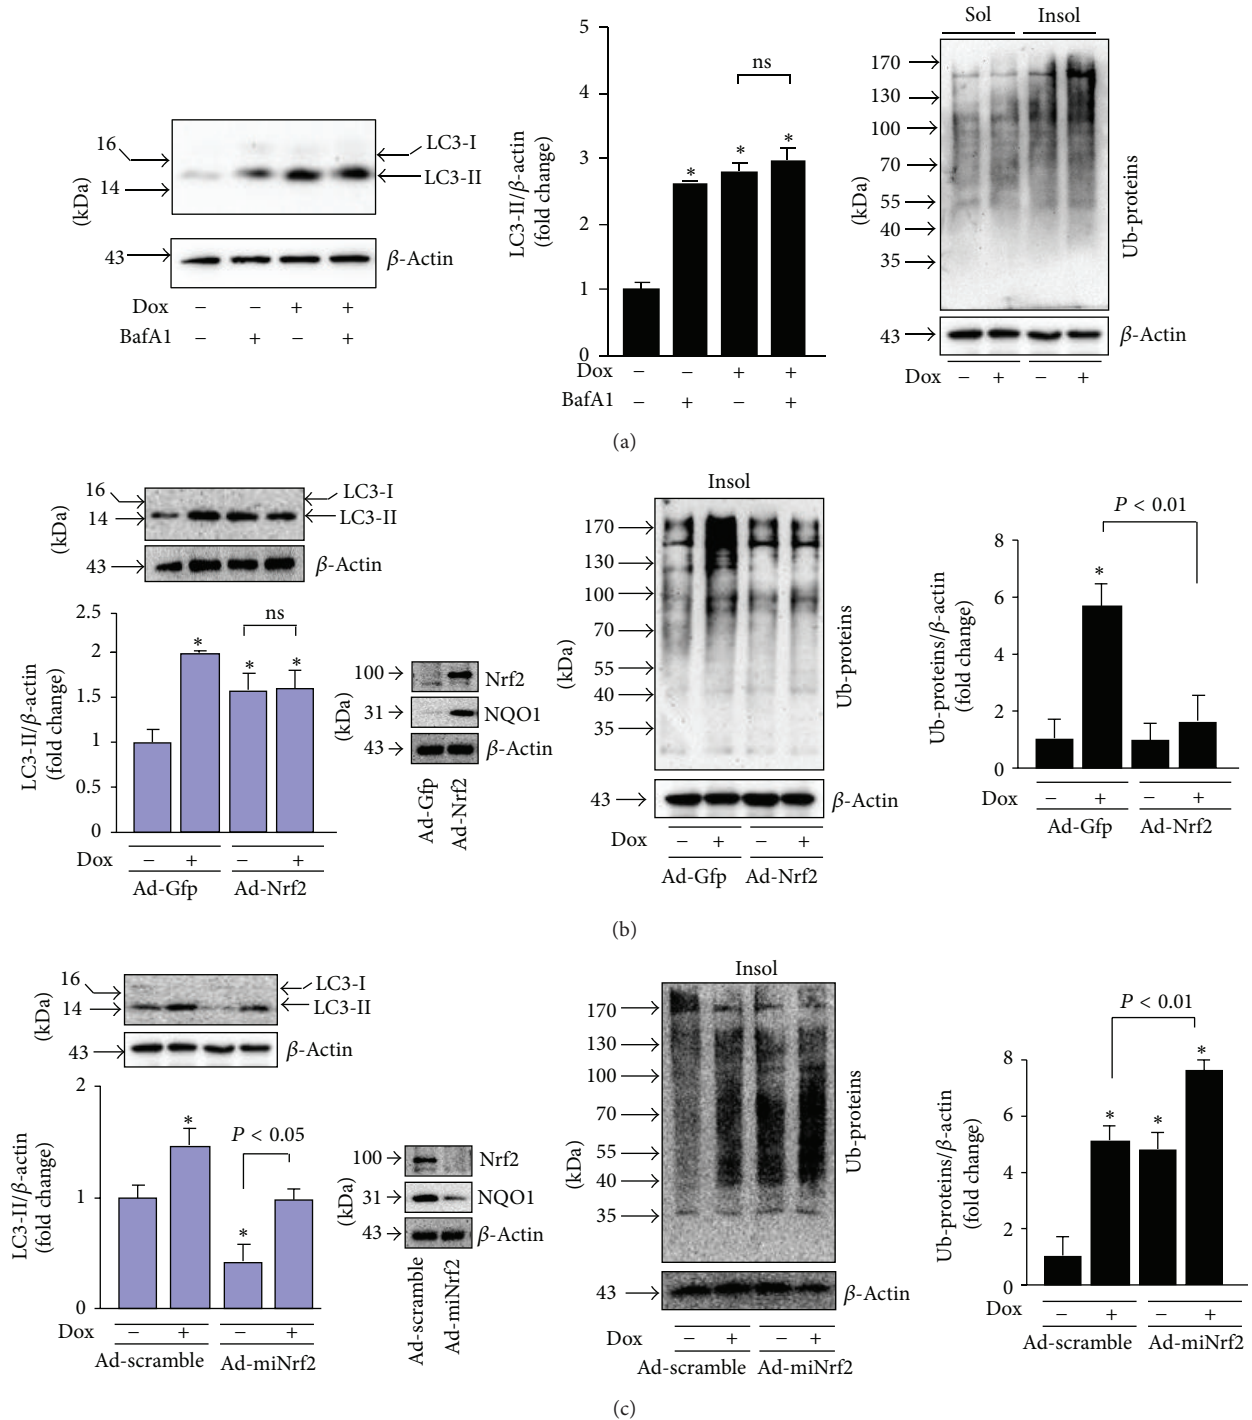 16
14
(kDa)
LC3-I
LC3-II
43
β-Actin
Dox − − + +
BafA1 − + − +
LC3-II/β-actin
(fold change)
5
4
3
2
1
0
ns
* * *
Dox − − + +
BafA1 − + − +
Sol Insol
170
130
100
70
55
40
35
(kDa)
Ub-proteins
43
β-Actin
Dox − + − +
(a)
16
14
(kDa)
LC3-I
LC3-II
43
β-Actin
LC3-II/β-actin
(fold change)
2.5
2
1.5
1
0.5
0
ns
* * *
Dox − + − +
Ad-Gfp Ad-Nrf2
100 Nrf2
31 NQO1
43 β-Actin
(kDa)
Ad-Gfp
Ad-Nrf2
Insol
170
130
100
70
55
40
35
(kDa)
Ub-proteins
43
β-Actin
Dox − + − +
Ad-Gfp Ad-Nrf2
Ub-proteins/β-actin
(fold change)
8
6
4
2
0
P < 0.01
*
Dox − + − +
Ad-Gfp Ad-Nrf2
(b)
16
14
(kDa)
LC3-I
LC3-II
43
β-Actin
LC3-II/β-actin
(fold change)
2
1
0
P < 0.05
* *
Dox − + − +
Ad-scramble Ad-miNrf2
100 Nrf2
31 NQO1
43 β-Actin
(kDa)
Ad-scramble
Ad-miNrf2
Insol
170
130
100
70
55
40
35
(kDa)
Ub-proteins
43
β-Actin
Dox − + − +
Ad-scramble Ad-miNrf2
Ub-proteins/β-actin
(fold change)
8
6
4
2
0
P < 0.01
* * *
Dox − + − +
Ad-scramble Ad-miNrf2
(c)